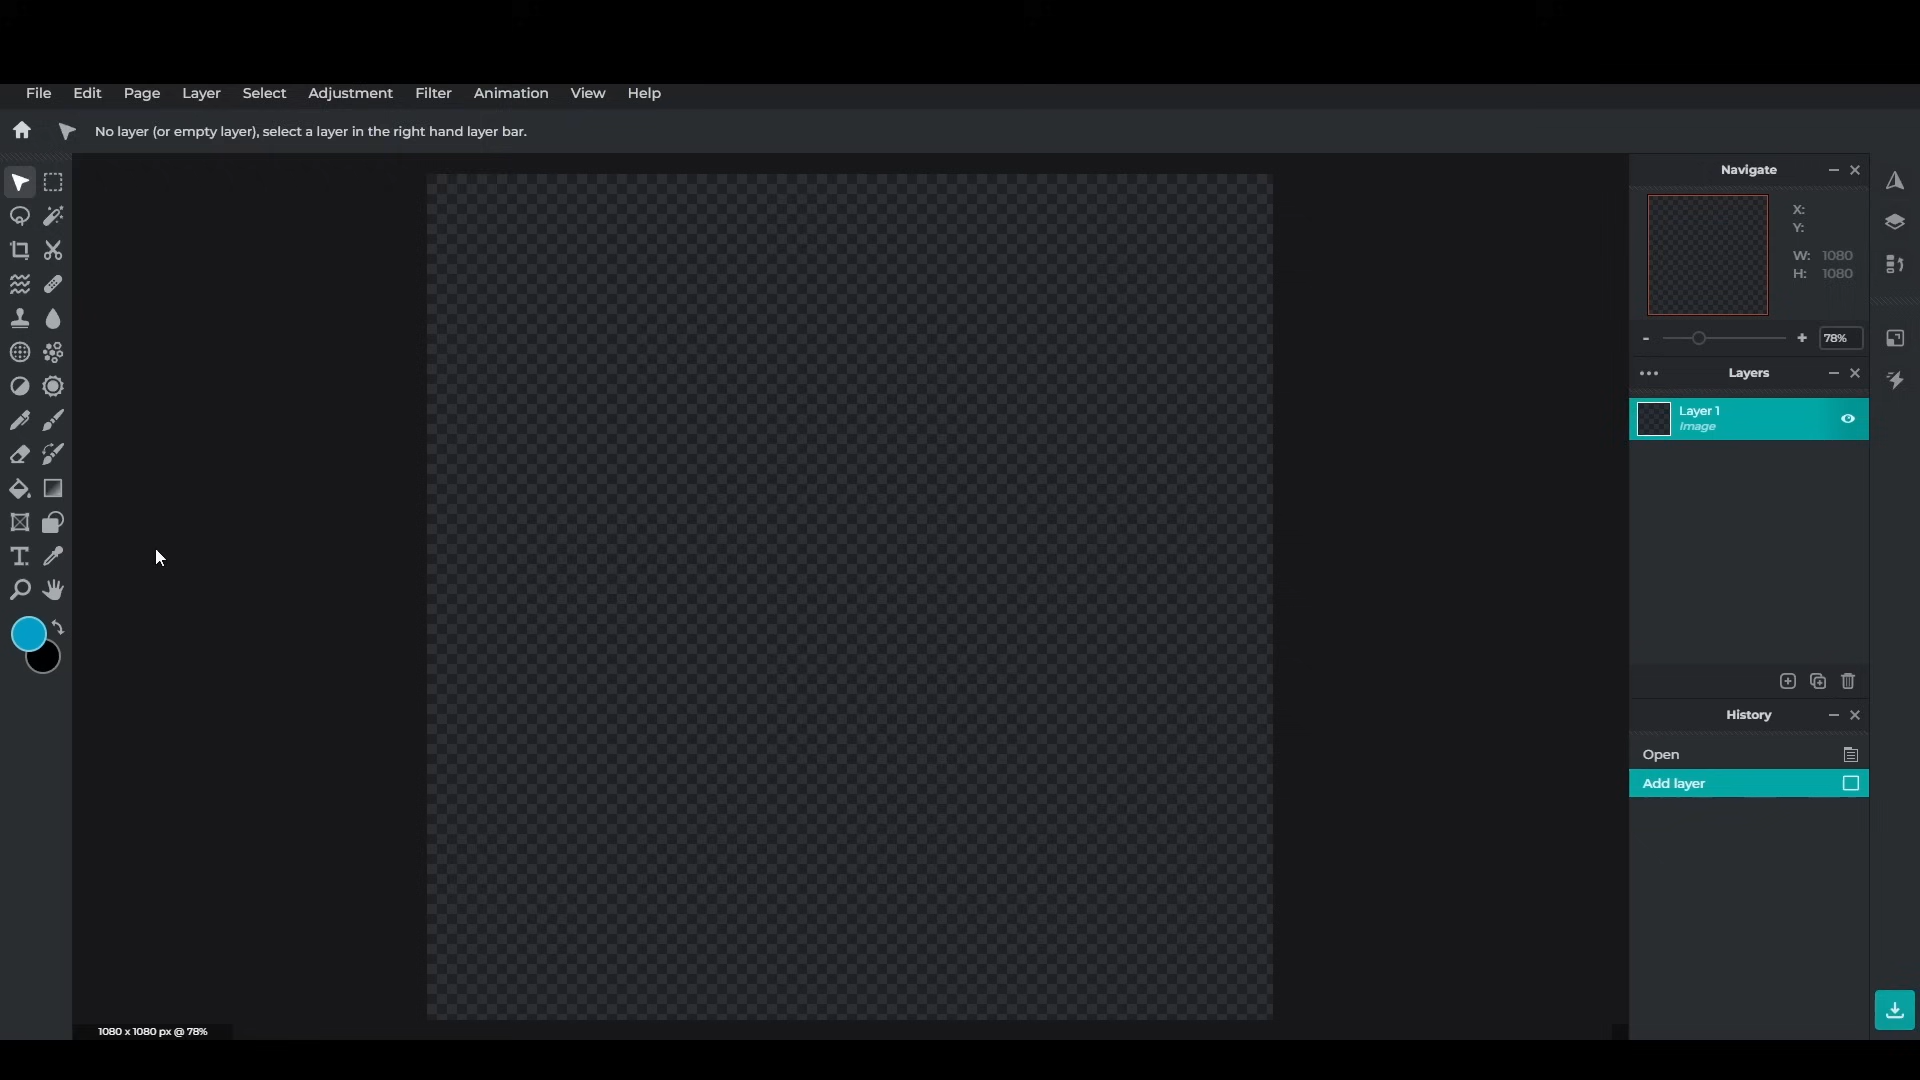 File Edit Page Layer Select Adjustment Filter Animation View Help
No layer (or empty layer), select a layer in the right hand layer bar.
Navigate
X:
Y:
W: 1080
H: 1080
- + 78%
Layers
Layer 1
Image
History
Open
Add layer
1080 x 1080 px @ 78%